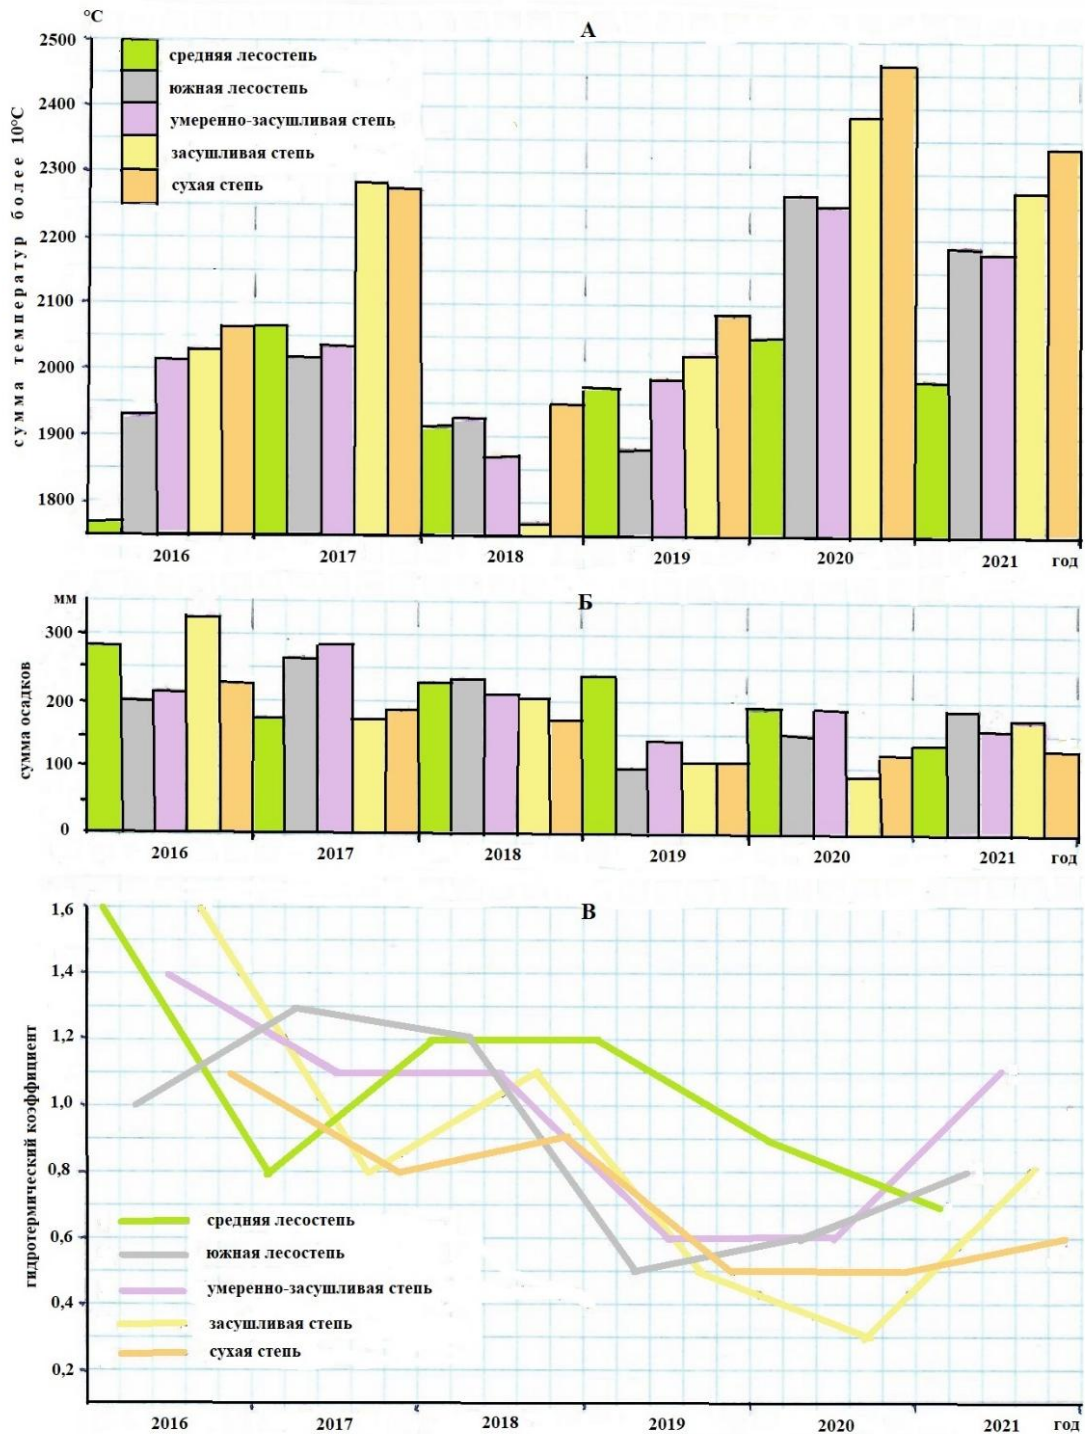 °C
А
2500
2400
2300
2200
2100
2000
1900
1800
сумма температур более 10°C
средняя лесостепь
южная лесостепь
умеренно-засушливая степь
засушливая степь
сухая степь
2016 2017 2018 2019 2020 2021 год
мм
Б
300
200
100
0
сумма осадков
2016 2017 2018 2019 2020 2021 год
В
1,6
1,4
1,2
1,0
0,8
0,6
0,4
0,2
гидротермический коэффициент
средняя лесостепь
южная лесостепь
умеренно-засушливая степь
засушливая степь
сухая степь
2016 2017 2018 2019 2020 2021 год